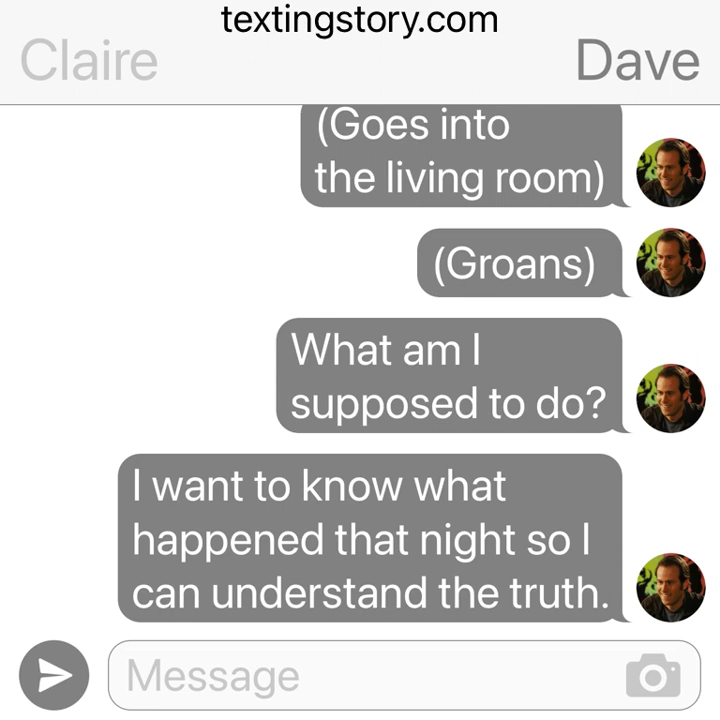 textingstory.com
Claire
Dave
(Goes into
the living room)
(Groans)
What am I
supposed to do?
I want to know what
happened that night so I
can understand the truth.
Message